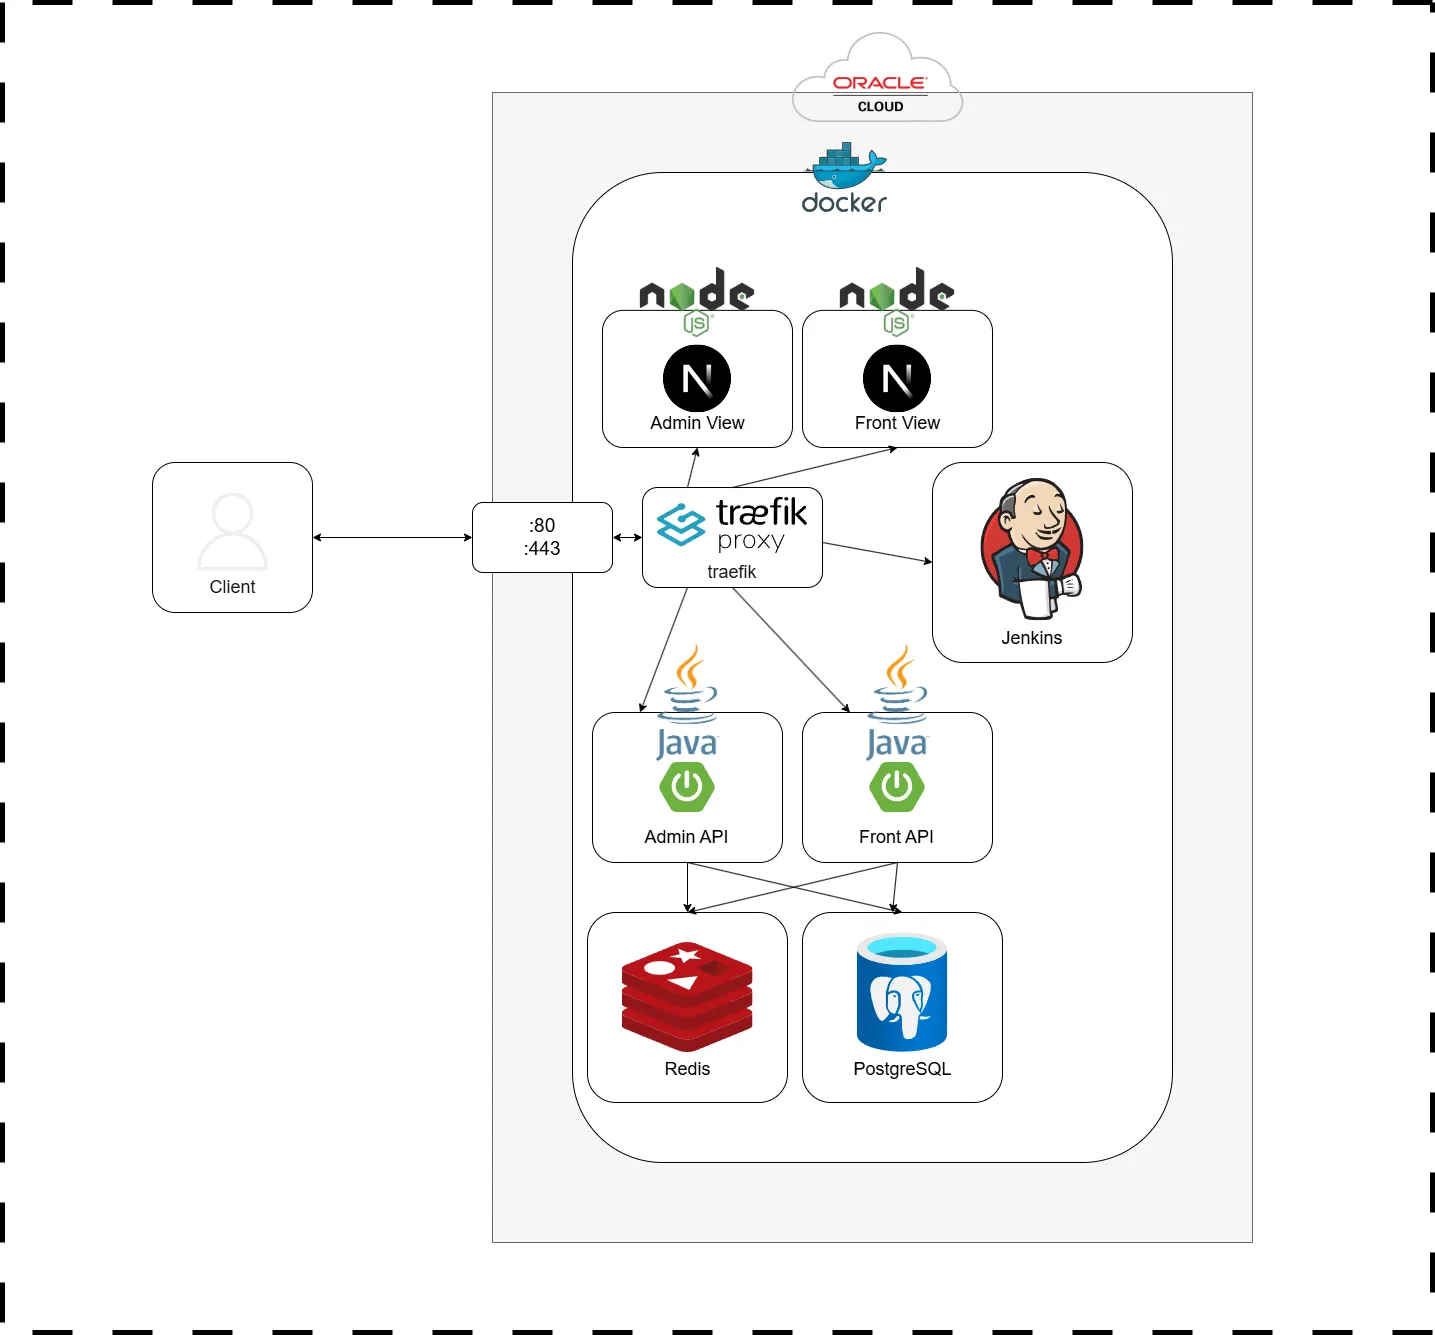 ORACLE
CLOUD
docker
node
JS
node
JS
N
Admin View
N
Front View
Client
:80
:443
træfik
proxy
traefik
Jenkins
Java
Java
Admin API
Front API
Redis
PostgreSQL